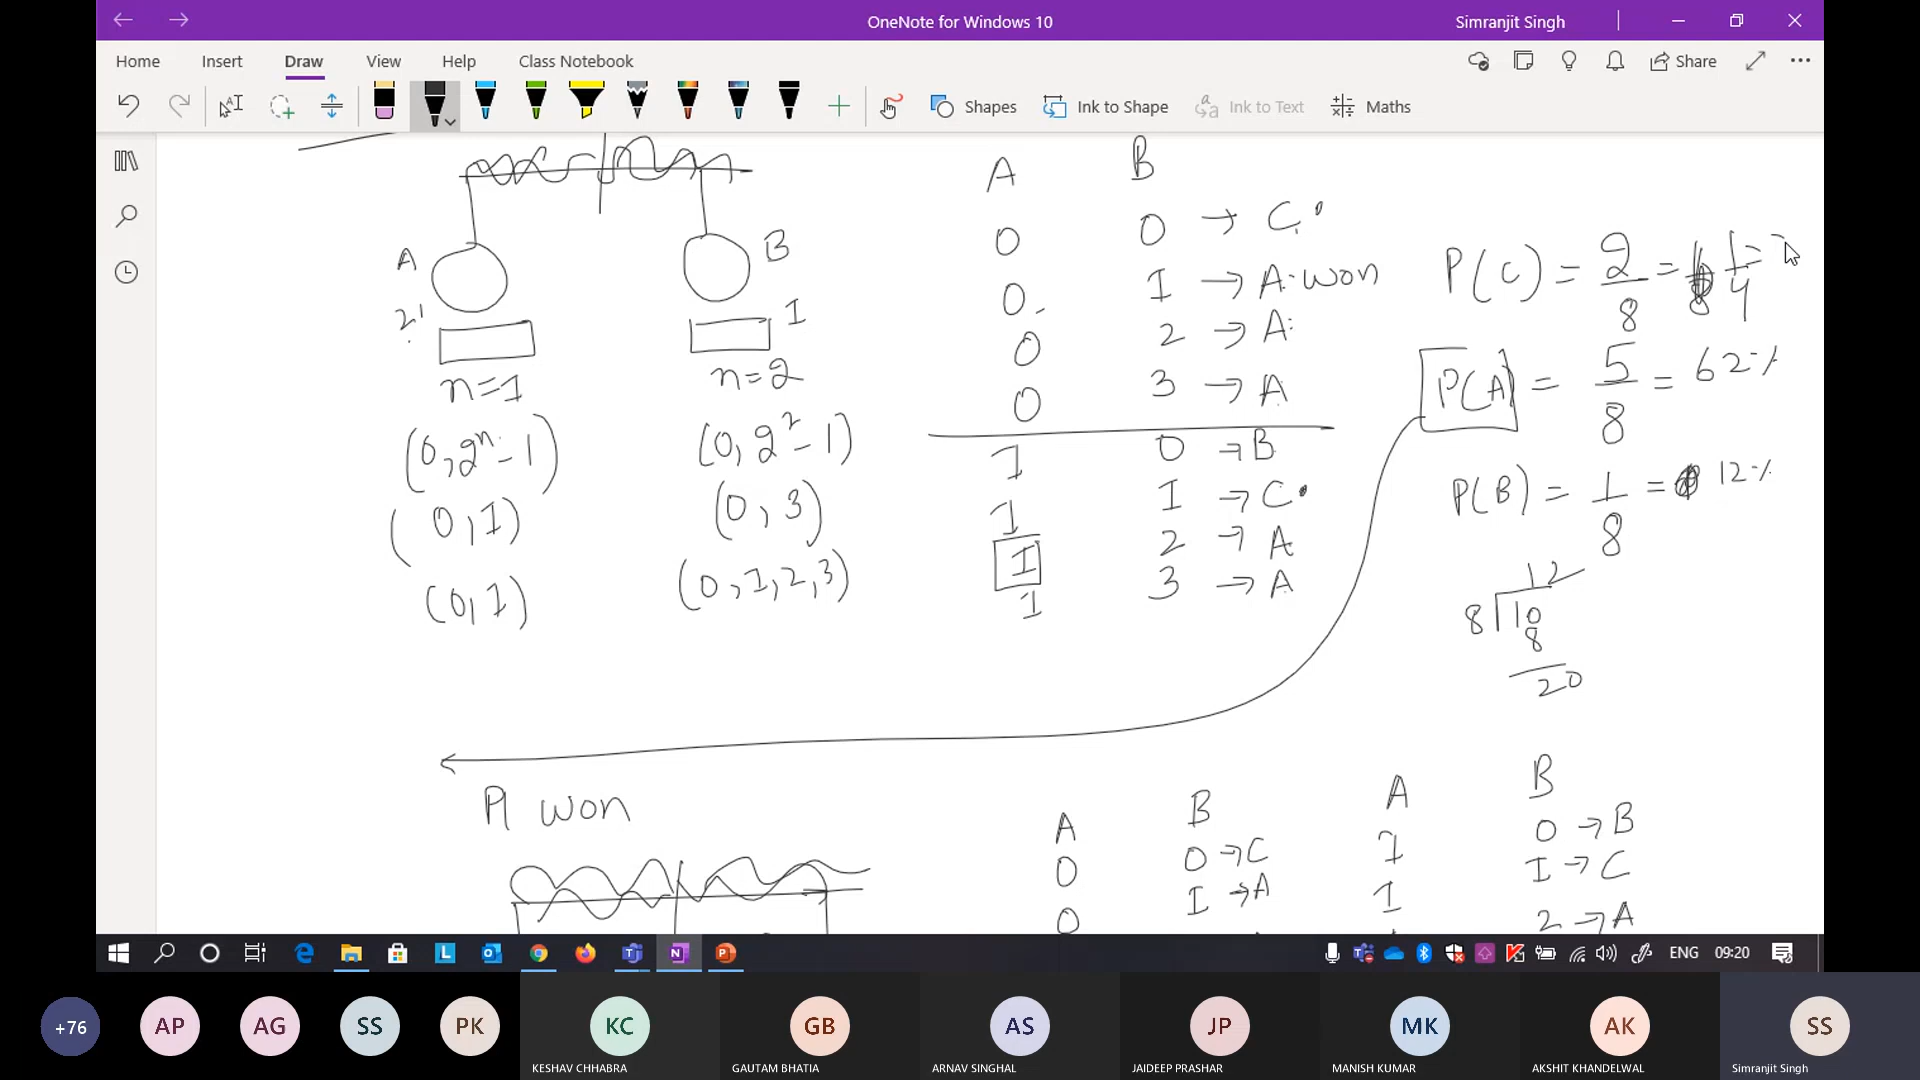 OneNote for Windows 10
Simranjit Singh
Home Insert Draw View Help Class Notebook
Share
Shapes
Ink to Shape
Ink to Text
Maths
A B
0 0 → C
0 1 → A won
0 2 → A
0 3 → A
1 0 → B
1 1 → C
1 2 → A
1 3 → A
A B
2 1
n=1 n=2
(0, 2ⁿ-1) (0, 2²-1)
(0, 1) (0, 3)
(0, 1) (0, 1, 2, 3)
P(C) = 2/8 = 1/4 =
P(A) = 5/8 = 62%
P(B) = 1/8 = 12%
12
8 10
8
20
A won
A B A B
0 0 → C 1 0 → B
0 1 → A 1 1 → C
2 → A
ENG 09:20
+76 AP AG SS PK KC GB AS JP MK AK SS
KESHAV CHHABRA GAUTAM BHATIA ARNAV SINGHAL JAIDEEP PRASHAR MANISH KUMAR AKSHIT KHANDELWAL Simranjit Singh